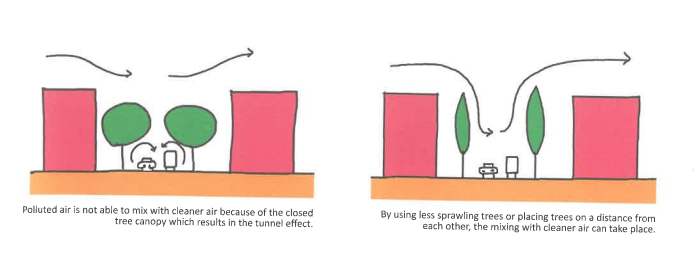 Polluted air is not able to mix with cleaner air because of the closed
tree canopy which results in the tunnel effect.
By using less sprawling trees or placing trees on a distance from
each other, the mixing with cleaner air can take place.